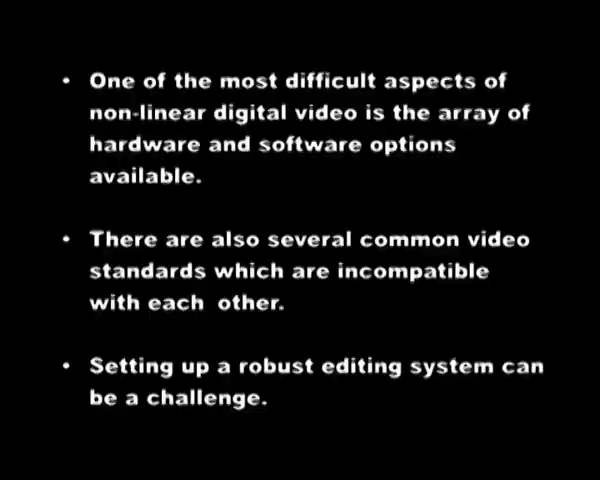 • One of the most difficult aspects of
non-linear digital video is the array of
hardware and software options
available.
• There are also several common video
standards which are incompatible
with each other.
• Setting up a robust editing system can
be a challenge.